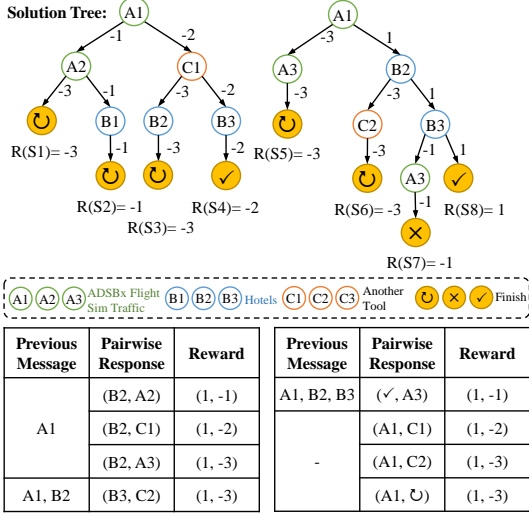 Solution Tree:
A1
-1
-2
A2
C1
-3
-1
-3
-2
↻
B1
B2
B3
R(S1)= -3
-1
-3
-2
↻
↻
✓
R(S2)= -1
R(S3)= -3
R(S4)= -2
A1
-3
1
A3
B2
-3
-3
1
↻
C2
B3
R(S5)= -3
-3
-1
1
↻
A3
✓
R(S6)= -3
-1
R(S8)= 1
×
R(S7)= -1
A1 A2 A3 ADSBx Flight Sim Traffic B1 B2 B3 Hotels C1 C2 C3 Another Tool ↻ × ✓ Finish
Previous Message Pairwise Response Reward
A1 (B2, A2) (1, -1)
(B2, C1) (1, -2)
(B2, A3) (1, -3)
A1, B2 (B3, C2) (1, -3)
Previous Message Pairwise Response Reward
A1, B2, B3 (✓, A3) (1, -1)
- (A1, C1) (1, -2)
(A1, C2) (1, -3)
(A1, ↻) (1, -3)